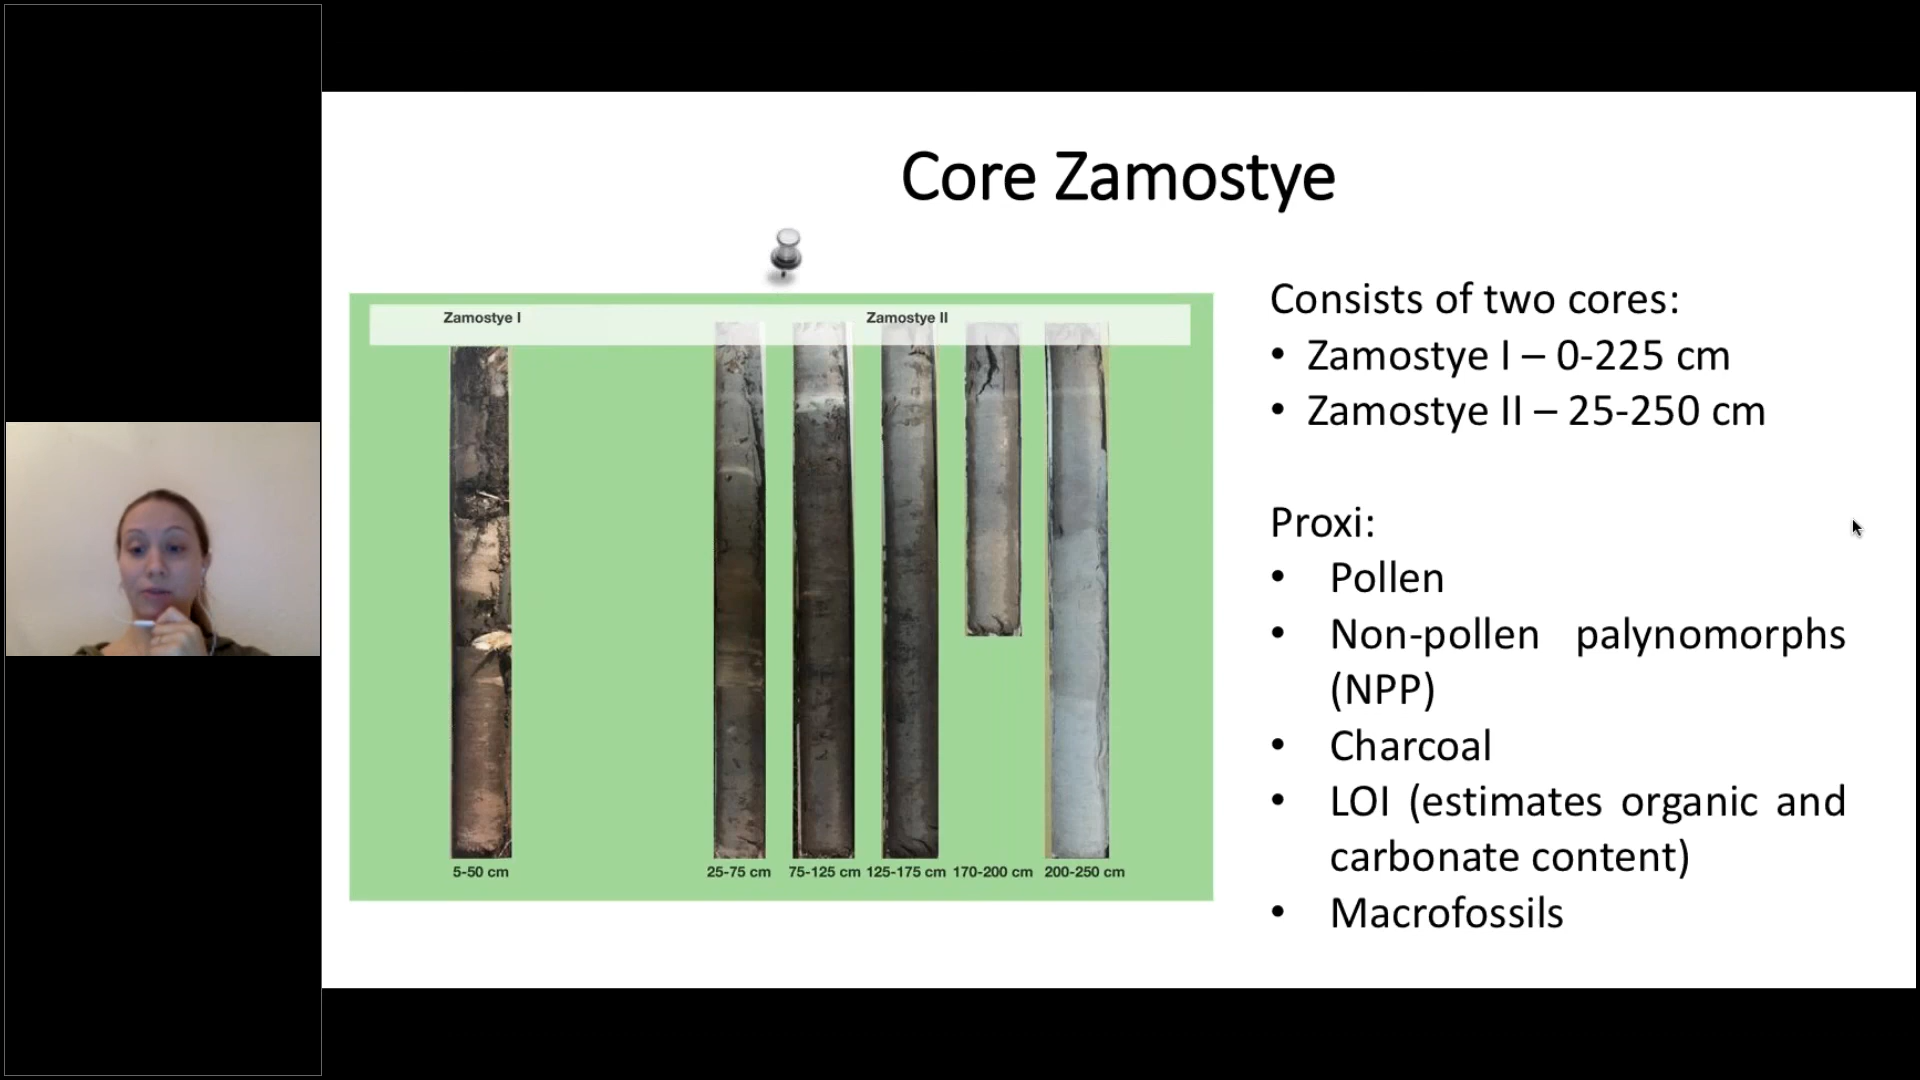 Core Zamostye
Zamostye I
Zamostye II
5-50 cm
25-75 cm
75-125 cm
125-175 cm
170-200 cm
200-250 cm
Consists of two cores:
• Zamostye I – 0-225 cm
• Zamostye II – 25-250 cm
Proxi:
• Pollen
• Non-pollen palynomorphs
(NPP)
• Charcoal
• LOI (estimates organic and
carbonate content)
• Macrofossils